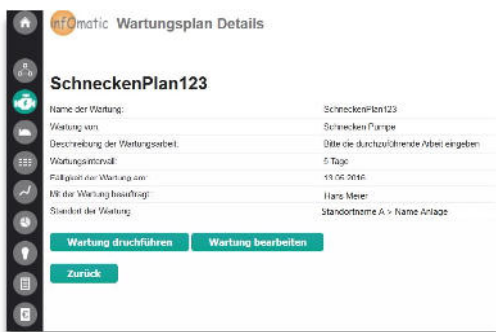 infOmatic Wartungsplan Details
SchneckenPlan123
Name der Wartung: SchneckenPlan123
Wartung von: Schnecken Pumpe
Beschreibung der Wartungsarbeit: Bitte die durchzuführende Arbeit eingeben
Wartungsintervall: 5 Tage
Fälligkeit der Wartung am: 13.06.2016
Mit der Wartung beauftragt: Hans Meier
Standort der Wartung: Standortname A > Name Anlage
Wartung druchführen Wartung bearbeiten
Zurück